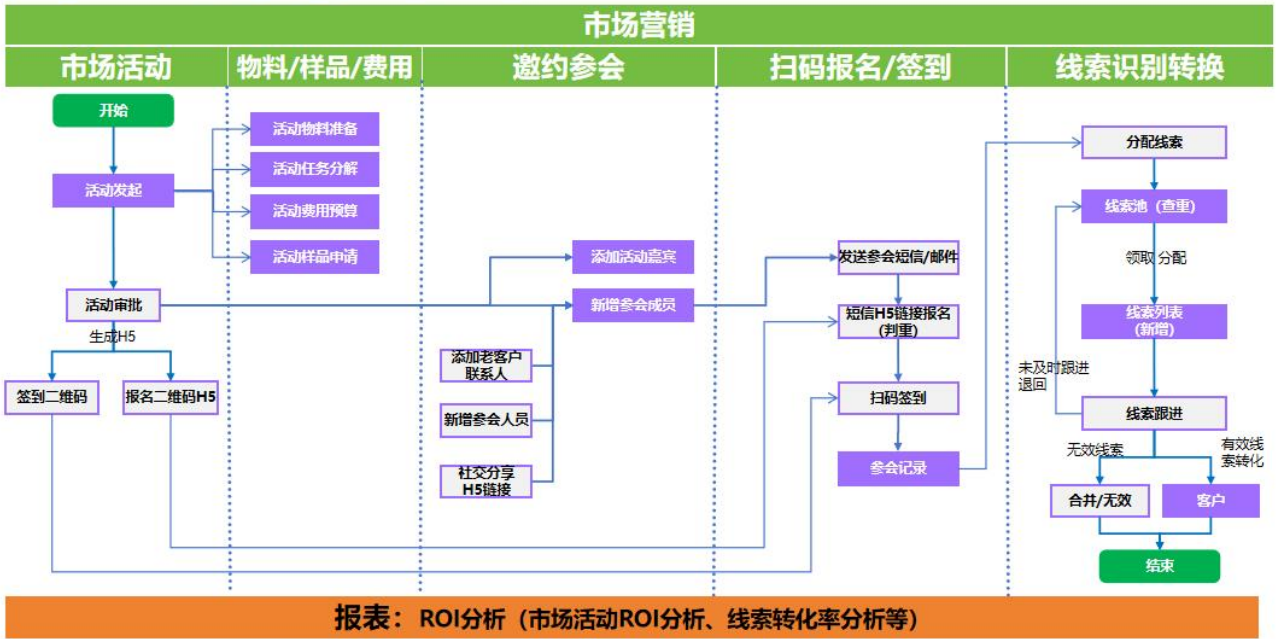 市场营销
市场活动
物料/样品/费用
邀约参会
扫码报名/签到
线索识别转换
开始
活动发起
活动审批
生成H5
签到二维码
报名二维码H5
活动物料准备
活动任务分解
活动费用预算
活动样品申请
添加活动嘉宾
新增参会成员
添加老客户
联系人
新增参会人员
社交分享
H5链接
发送参会短信/邮件
短信H5链接报名
(判重)
扫码签到
参会记录
分配线索
线索池（查重）
领取 分配
线索列表
(新增)
未及时跟进
退回
线索跟进
无效线索
有效线
索转化
合并/无效
客户
结束
报表：ROI分析（市场活动ROI分析、线索转化率分析等）